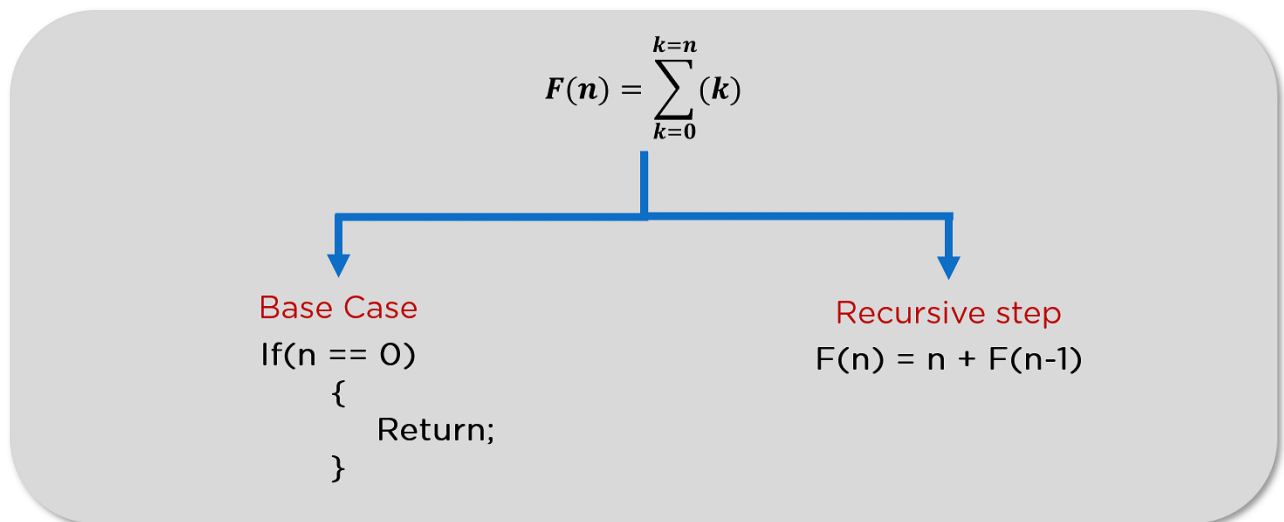 k=n
F(n) = ∑(k)
k=0
Base Case
If(n == 0)
{
Return;
}
Recursive step
F(n) = n + F(n-1)